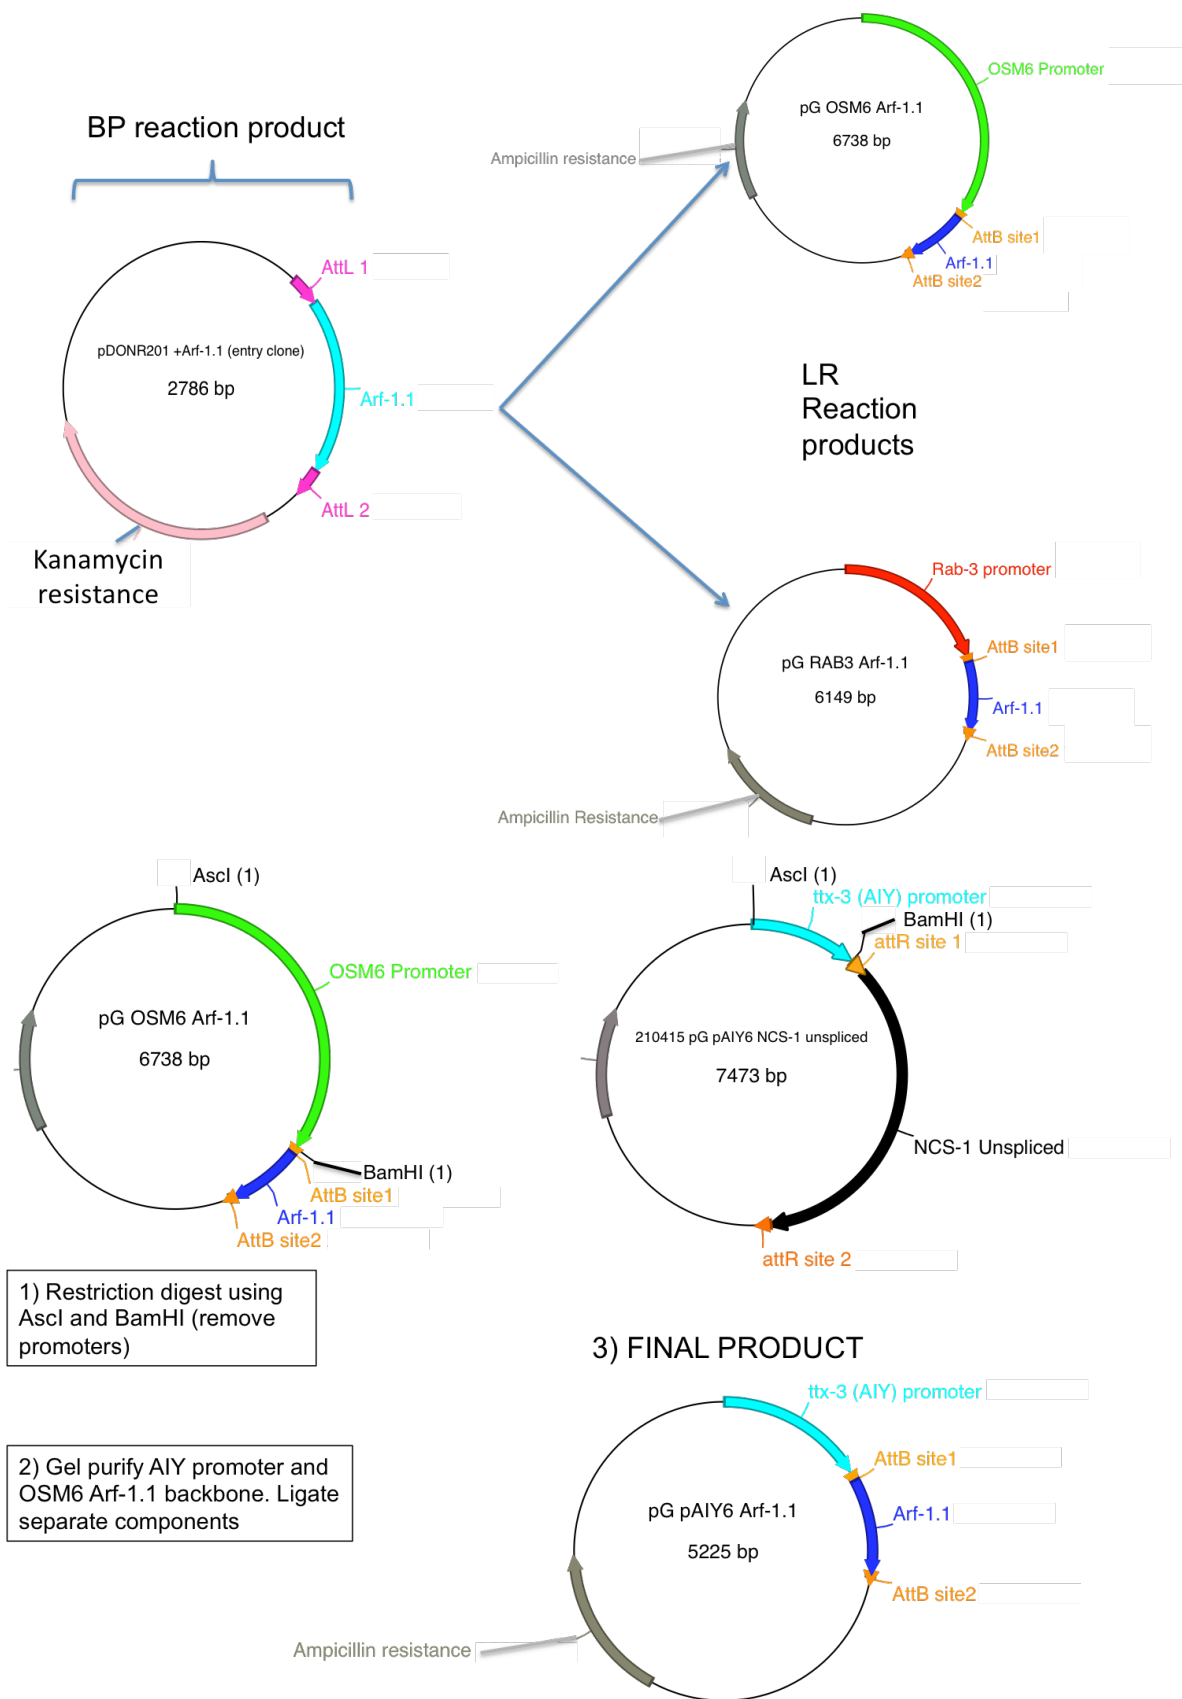 BP reaction product
AttL 1
pDONR201 +Arf-1.1 (entry clone)
2786 bp
Arf-1.1
AttL 2
Kanamycin
resistance
OSM6 Promoter
pG OSM6 Arf-1.1
6738 bp
Ampicillin resistance
AttB site1
Arf-1.1
AttB site2
LR
Reaction
products
Rab-3 promoter
AttB site1
pG RAB3 Arf-1.1
6149 bp
Arf-1.1
AttB site2
Ampicillin Resistance
AscI (1)
OSM6 Promoter
pG OSM6 Arf-1.1
6738 bp
BamHI (1)
AttB site1
Arf-1.1
AttB site2
AscI (1)
ttx-3 (AIY) promoter
BamHI (1)
attR site 1
210415 pG pAIY6 NCS-1 unspliced
7473 bp
NCS-1 Unspliced
attR site 2
1) Restriction digest using
AscI and BamHI (remove
promoters)
2) Gel purify AIY promoter and
OSM6 Arf-1.1 backbone. Ligate
separate components
3) FINAL PRODUCT
ttx-3 (AIY) promoter
AttB site1
pG pAIY6 Arf-1.1
5225 bp
Arf-1.1
AttB site2
Ampicillin resistance